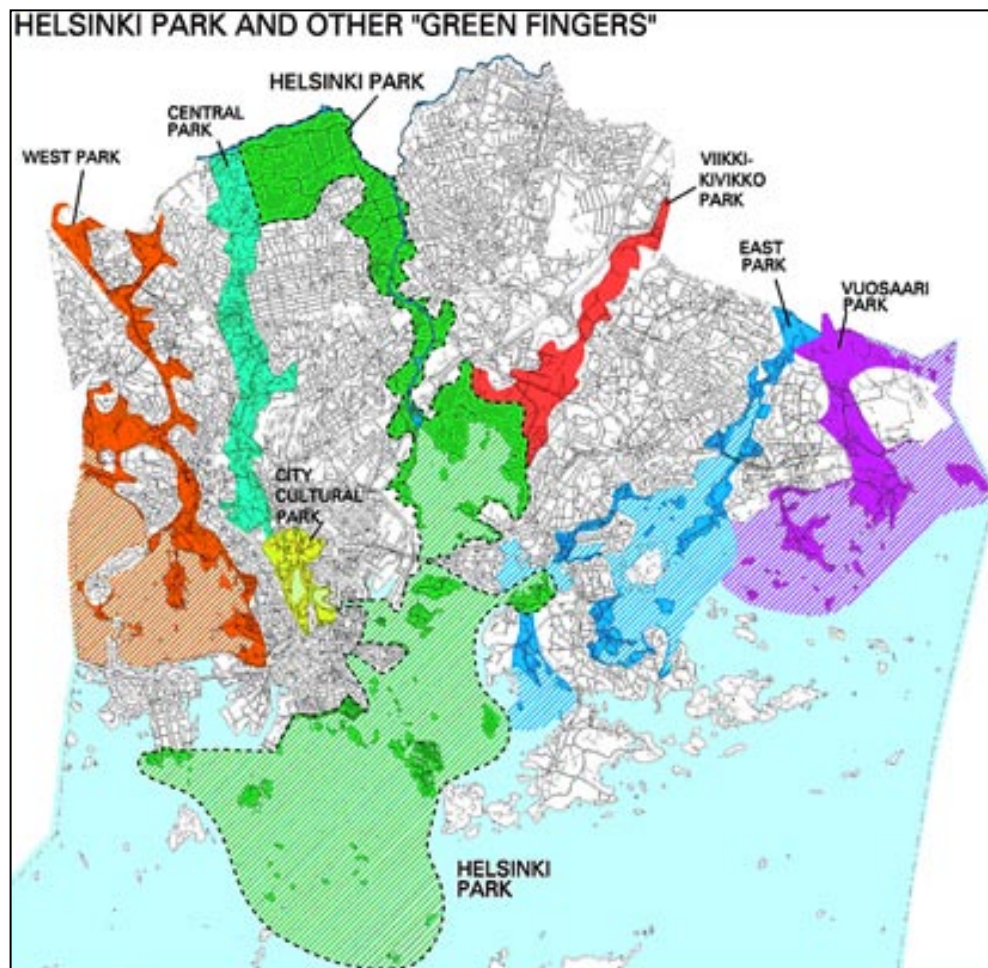 HELSINKI PARK AND OTHER "GREEN FINGERS"
HELSINKI PARK
CENTRAL
PARK
WEST PARK
VIIKKI-
KIVIKKO
PARK
EAST
PARK
VUOSAARI
PARK
CITY
CULTURAL
PARK
HELSINKI
PARK